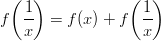 f(1/x) = f(x) + f(1/x)